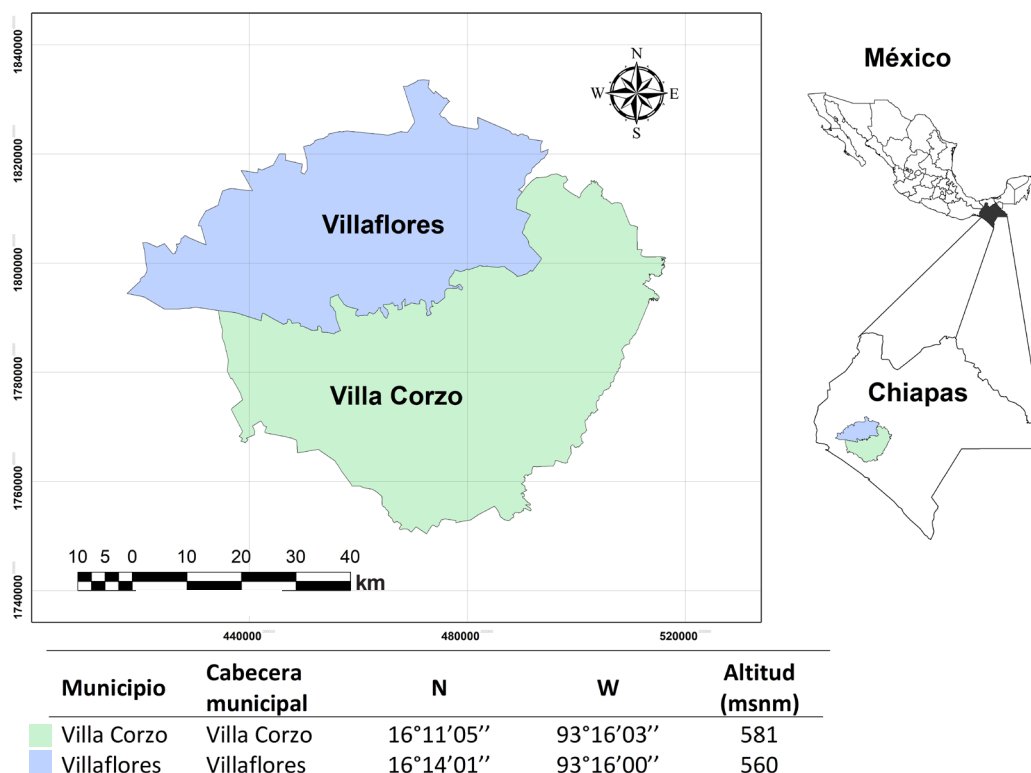 México
N
W E
S
Villaflores
Villa Corzo
Chiapas
1840000
1820000
1800000
1780000
1760000
1740000
10 5 0 10 20 30 40
km
440000 480000 520000
Municipio Cabecera municipal N W Altitud (msnm)
Villa Corzo Villa Corzo 16°11’05’’ 93°16’03’’ 581
Villaflores Villaflores 16°14’01’’ 93°16’00’’ 560